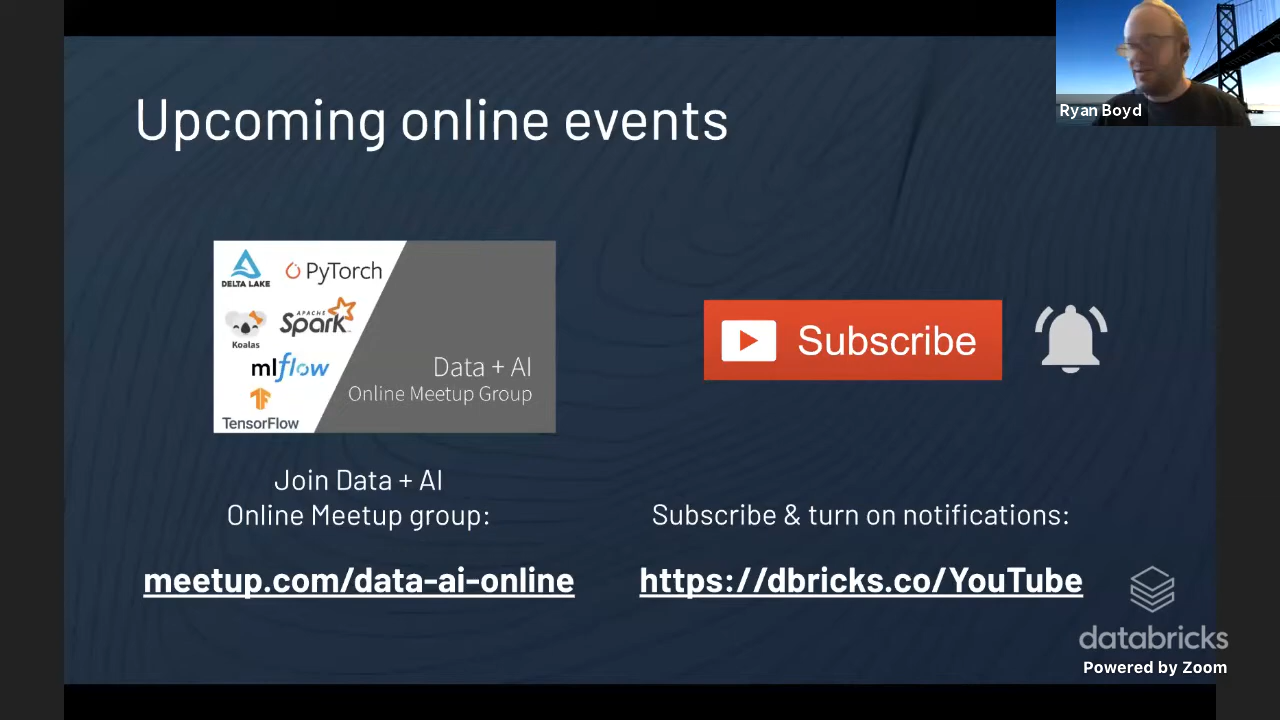 Upcoming online events
Ryan Boyd
DELTA LAKE
PyTorch
Koalas
APACHE
Spark
mlflow
TensorFlow
Data + AI
Online Meetup Group
Subscribe
Join Data + AI
Online Meetup group:
meetup.com/data-ai-online
Subscribe & turn on notifications:
https://dbricks.co/YouTube
databricks
Powered by Zoom